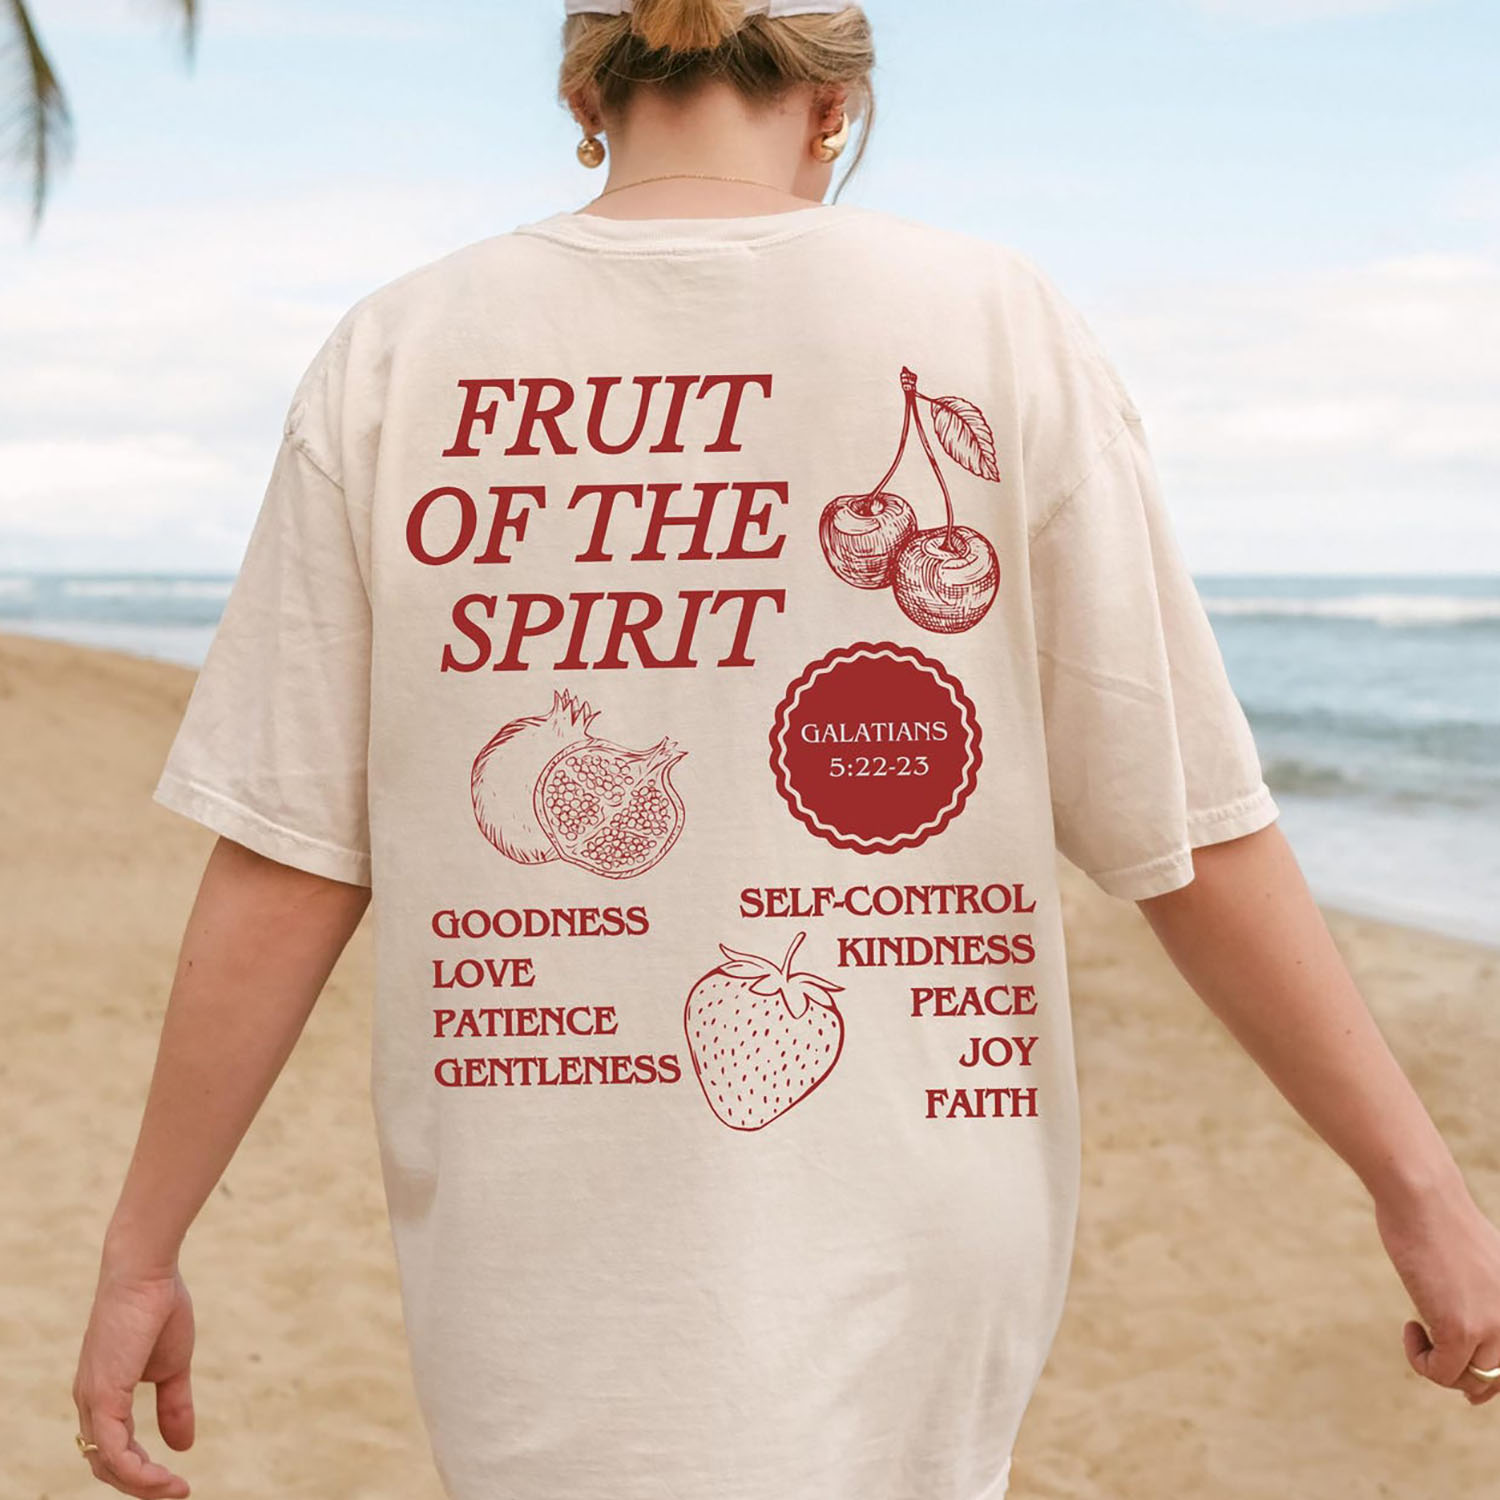 FRUIT
OF THE
SPIRIT
GALATIANS
5:22-23
GOODNESS
LOVE
PATIENCE
GENTLENESS
SELF-CONTROL
KINDNESS
PEACE
JOY
FAITH